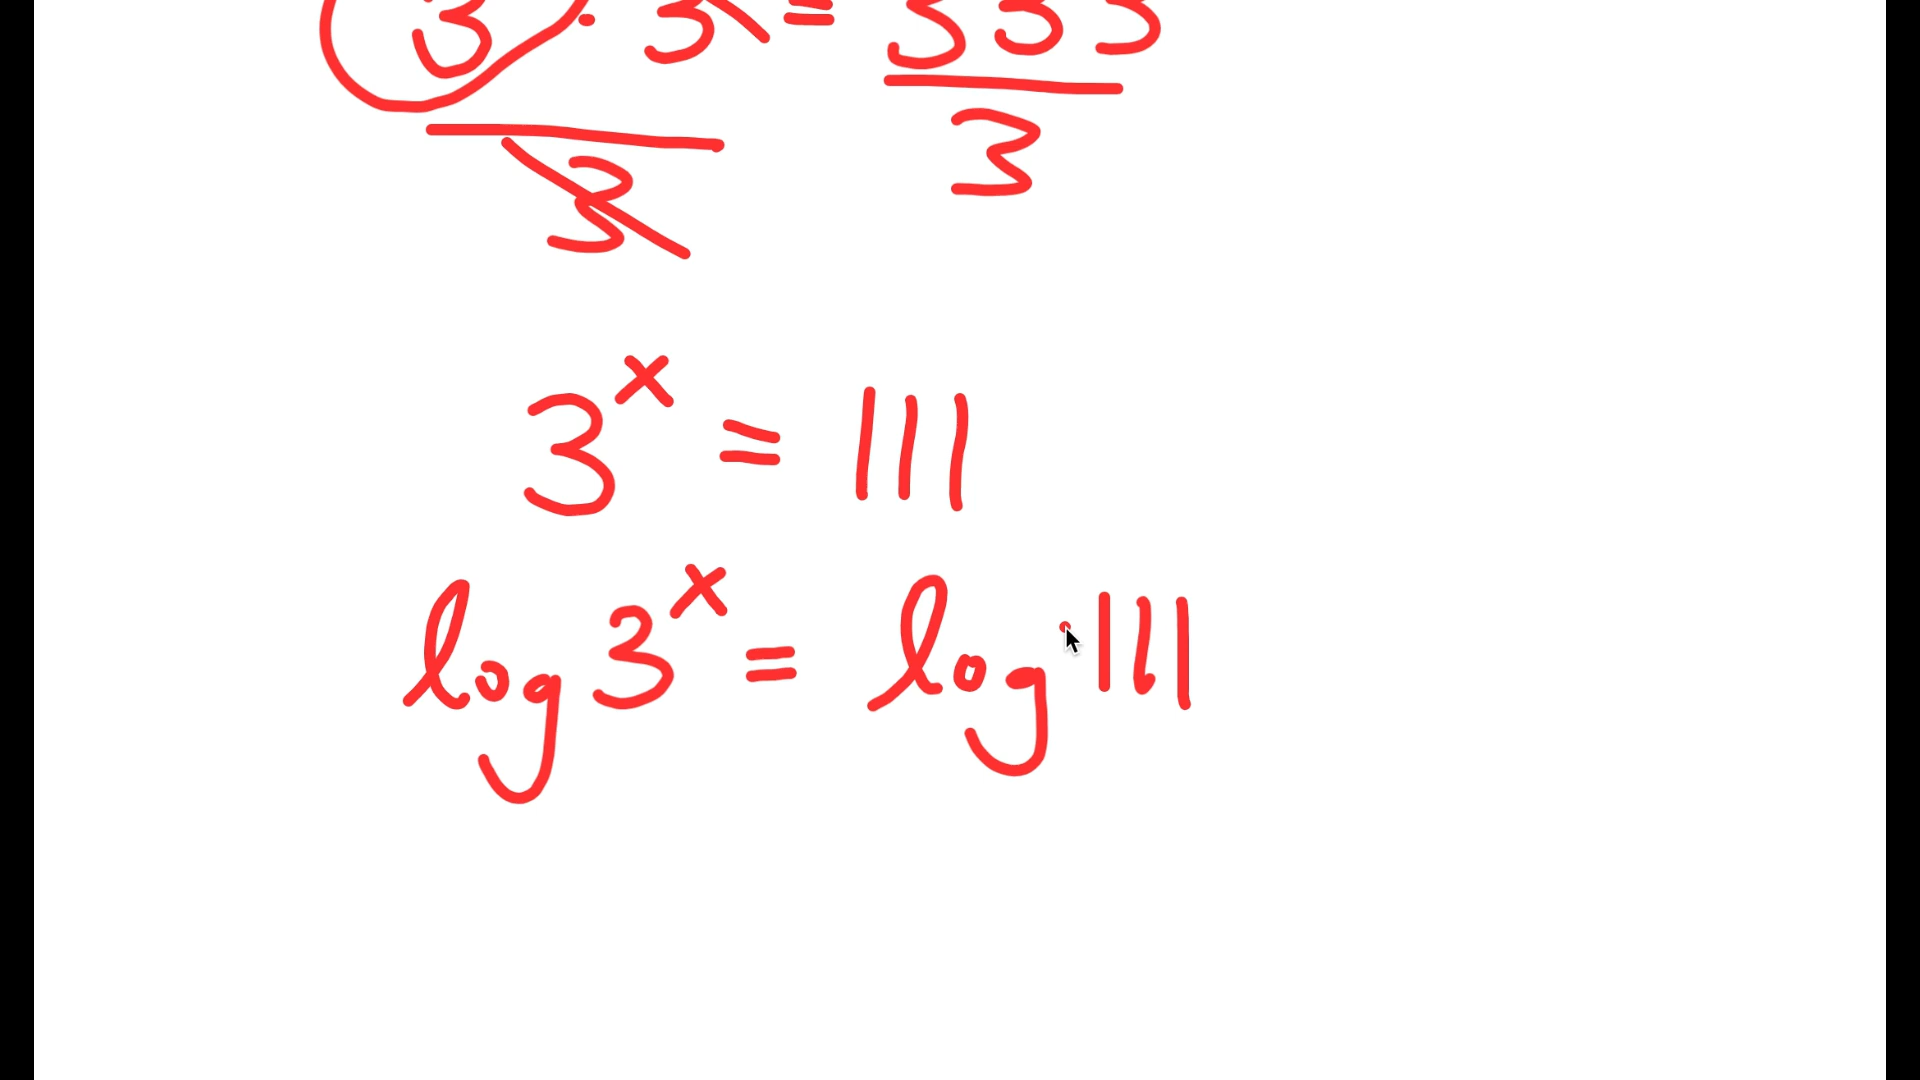 3 · 3 = 333
3 3
3^x = 111
log 3^x = log 111